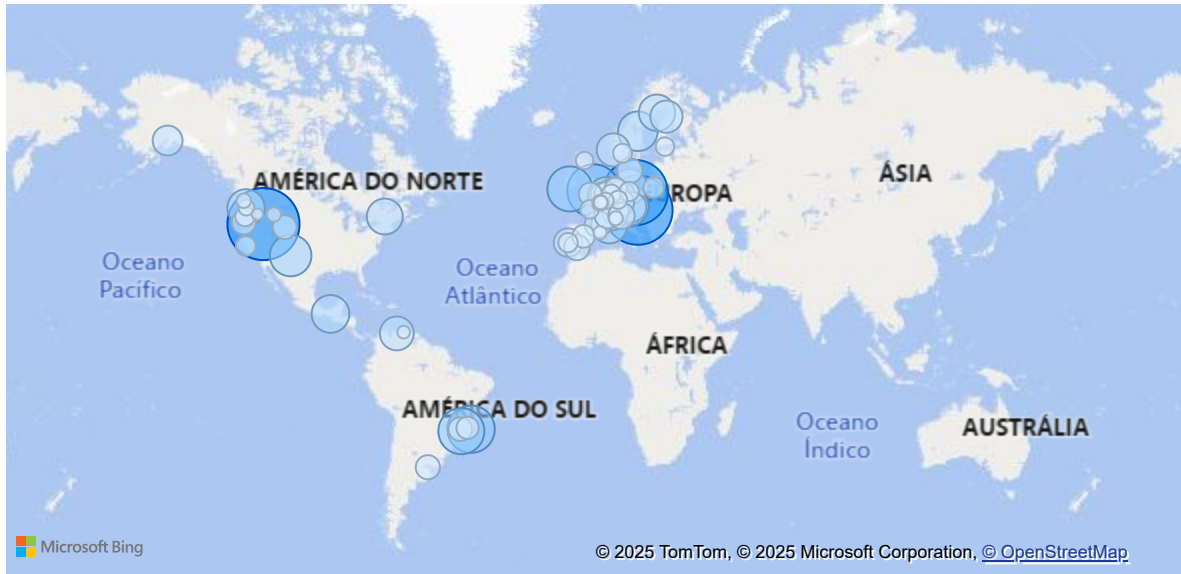 AMÉRICA DO NORTE
ÁSIA
UROPA
Oceano
Pacífico
Oceano
Atlântico
ÁFRICA
AMÉRICA DO SUL
Oceano
Índico
AUSTRÁLIA
Microsoft Bing
© 2025 TomTom, © 2025 Microsoft Corporation, © OpenStreetMap